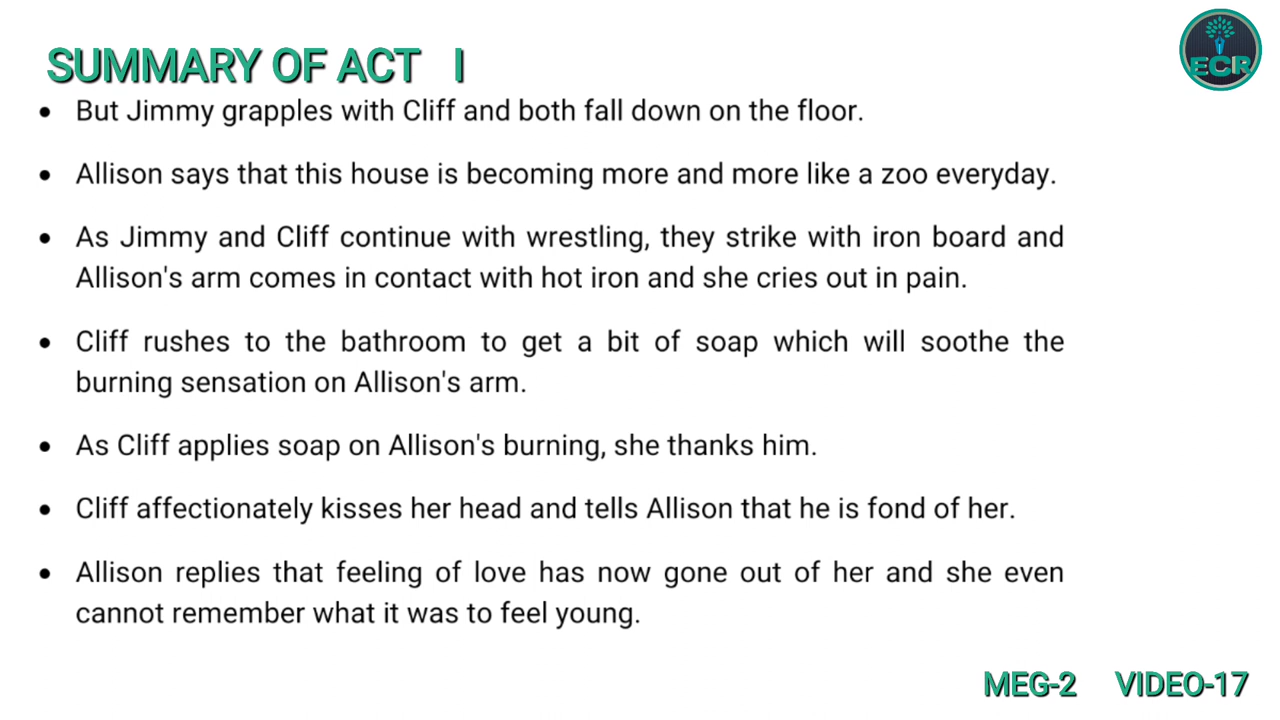 SUMMARY OF ACT I
ECR
• But Jimmy grapples with Cliff and both fall down on the floor.
• Allison says that this house is becoming more and more like a zoo everyday.
• As Jimmy and Cliff continue with wrestling, they strike with iron board and
Allison's arm comes in contact with hot iron and she cries out in pain.
• Cliff rushes to the bathroom to get a bit of soap which will soothe the
burning sensation on Allison's arm.
• As Cliff applies soap on Allison's burning, she thanks him.
• Cliff affectionately kisses her head and tells Allison that he is fond of her.
• Allison replies that feeling of love has now gone out of her and she even
cannot remember what it was to feel young.
MEG-2 VIDEO-17